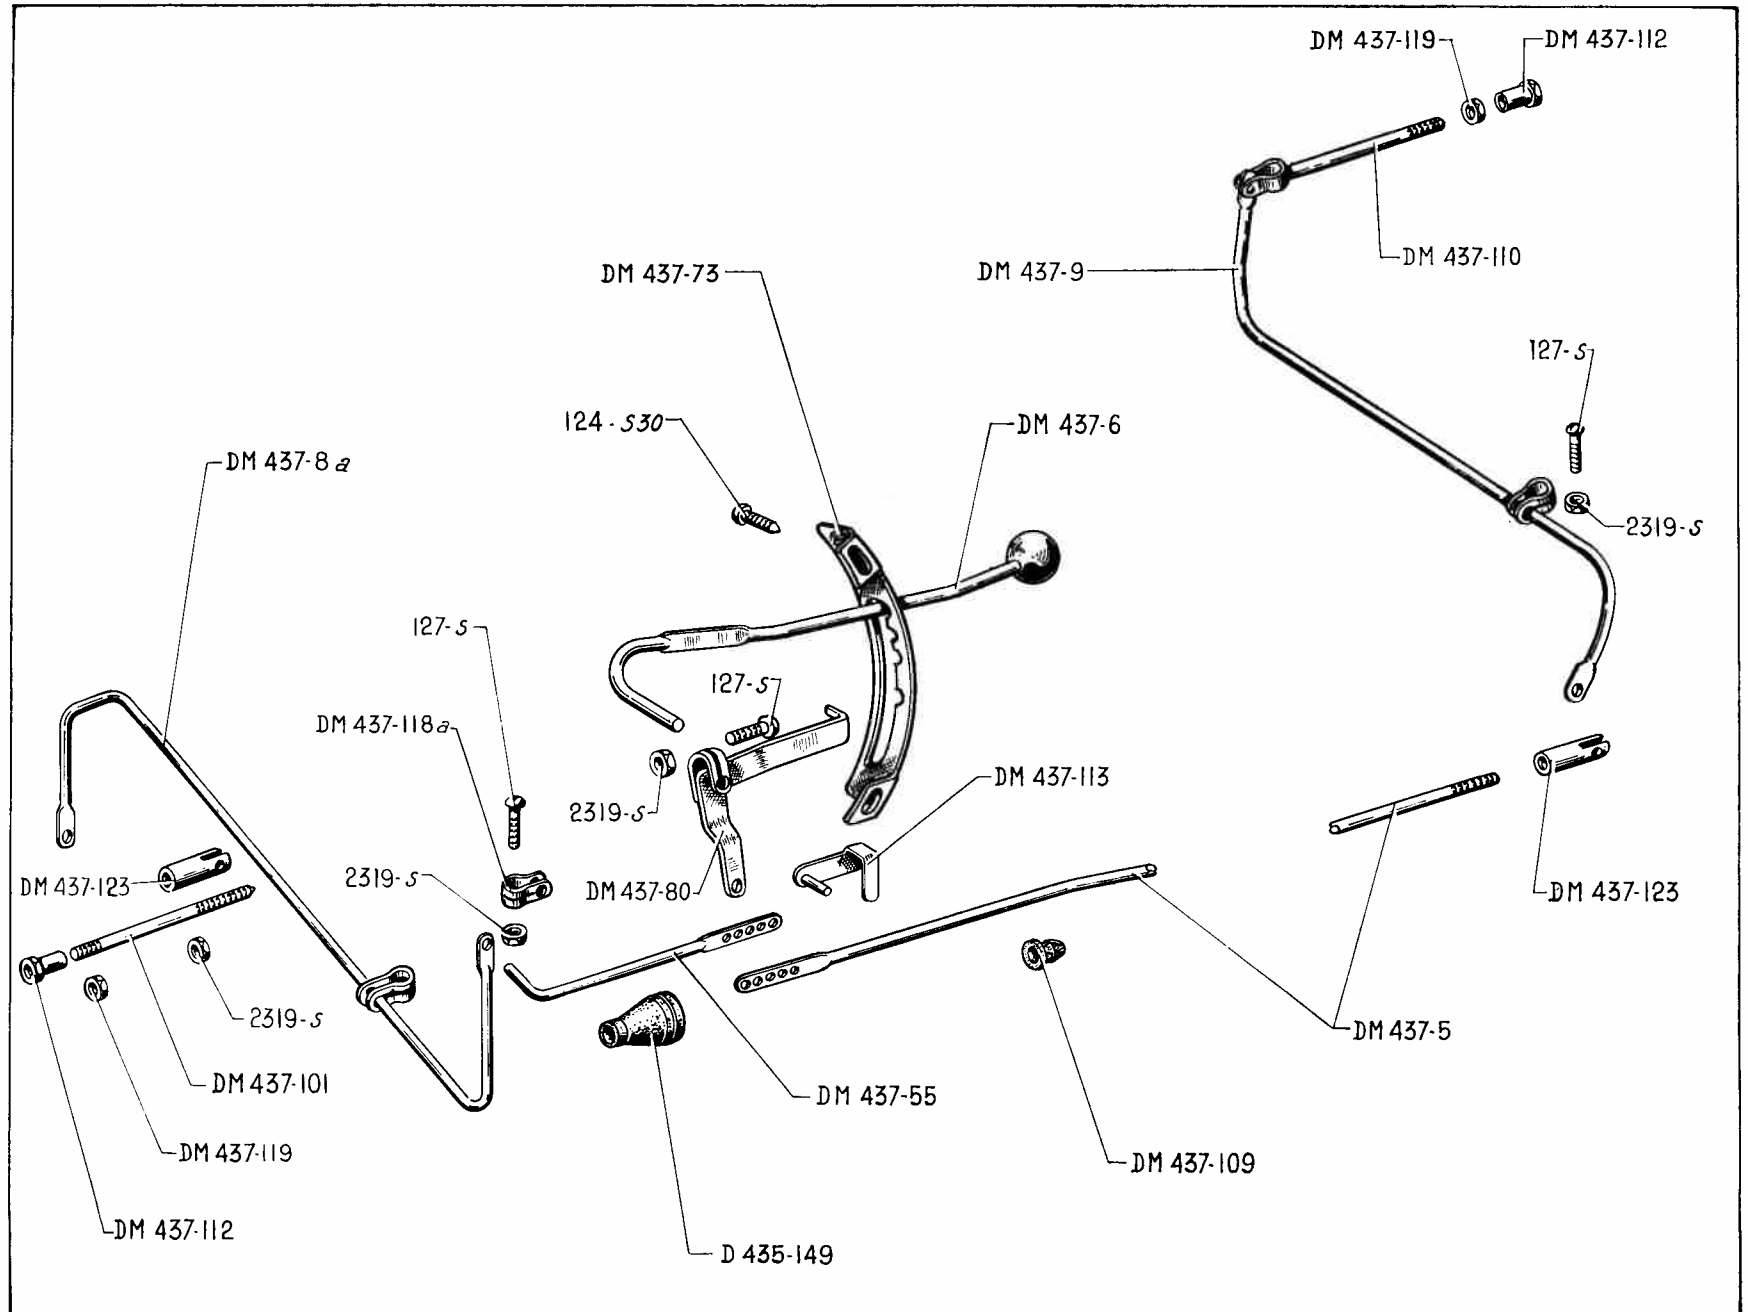 DM 437-119
DM 437-112
DM 437-73
DM 437-9
DM 437-110
127-S
124-S30
DM 437-6
DM 437-8a
2319-S
127-S
127-S
DM 437-118a
DM 437-113
2319-S
DM 437-123
2319-S
DM 437-80
DM 437-123
2319-S
DM 437-5
DM 437-101
DM 437-55
DM 437-119
DM 437-109
DM 437-112
D 435-149